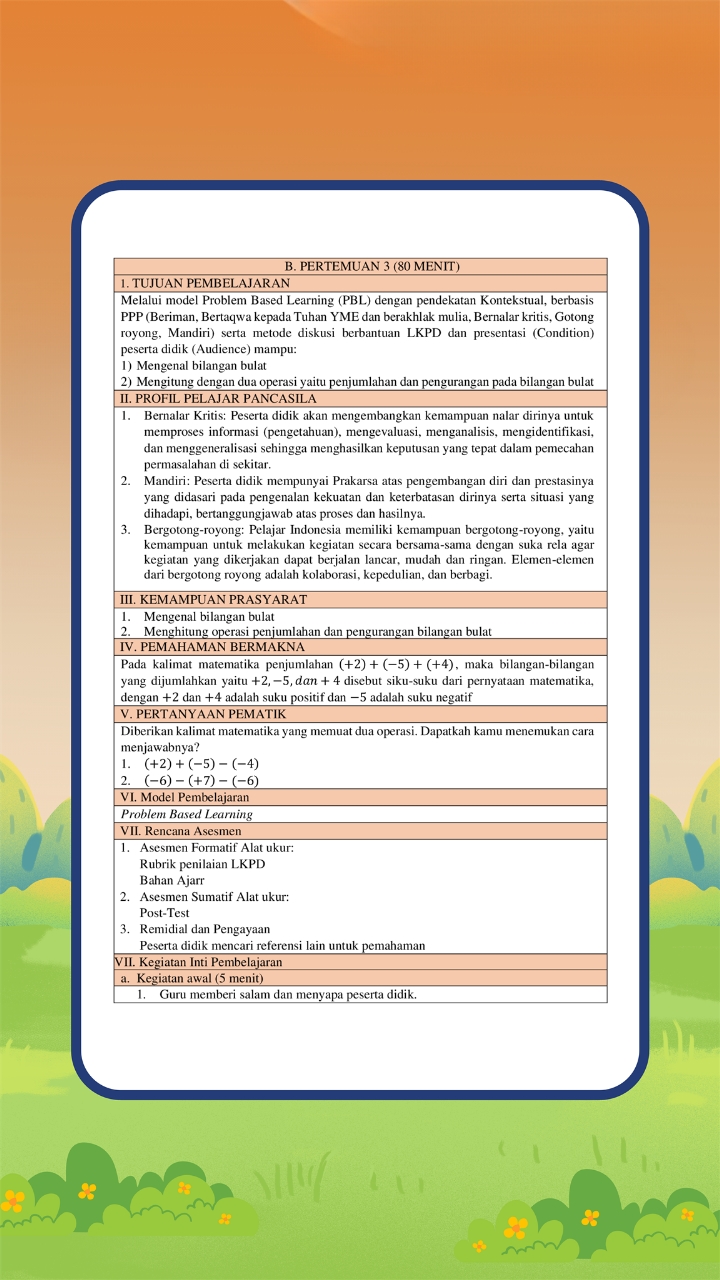 B. PERTEMUAN 3 (80 MENIT)
1. TUJUAN PEMBELAJARAN
Melalui model Problem Based Learning (PBL) dengan pendekatan Kontekstual, berbasis
PPP (Beriman, Bertaqwa kepada Tuhan YME dan berakhlak mulia, Bernalar kritis, Gotong
royong, Mandiri) serta metode diskusi berbantuan LKPD dan presentasi (Condition)
peserta didik (Audience) mampu:
1) Mengenal bilangan bulat
2) Mengitung dengan dua operasi yaitu penjumlahan dan pengurangan pada bilangan bulat
II. PROFIL PELAJAR PANCASILA
1. Bernalar Kritis: Peserta didik akan mengembangkan kemampuan nalar dirinya untuk
memproses informasi (pengetahuan), mengevaluasi, menganalisis, mengidentifikasi,
dan menggeneralisasi sehingga menghasilkan keputusan yang tepat dalam pemecahan
permasalahan di sekitar.
2. Mandiri: Peserta didik mempunyai Prakarsa atas pengembangan diri dan prestasinya
yang didasari pada pengenalan kekuatan dan keterbatasan dirinya serta situasi yang
dihadapi, bertanggungjawab atas proses dan hasilnya.
3. Bergotong-royong: Pelajar Indonesia memiliki kemampuan bergotong-royong, yaitu
kemampuan untuk melakukan kegiatan secara bersama-sama dengan suka rela agar
kegiatan yang dikerjakan dapat berjalan lancar, mudah dan ringan. Elemen-elemen
dari bergotong royong adalah kolaborasi, kepedulian, dan berbagi.
III. KEMAMPUAN PRASYARAT
1. Mengenal bilangan bulat
2. Menghitung operasi penjumlahan dan pengurangan bilangan bulat
IV. PEMAHAMAN BERMAKNA
Pada kalimat matematika penjumlahan (+2) + (−5) + (+4), maka bilangan-bilangan
yang dijumlahkan yaitu +2, −5, dan + 4 disebut siku-suku dari pernyataan matematika,
dengan +2 dan +4 adalah suku positif dan −5 adalah suku negatif
V. PERTANYAAN PEMATIK
Diberikan kalimat matematika yang memuat dua operasi. Dapatkah kamu menemukan cara
menjawabnya?
1. (+2) + (−5) − (−4)
2. (−6) − (+7) − (−6)
VI. Model Pembelajaran
Problem Based Learning
VII. Rencana Asesmen
1. Asesmen Formatif Alat ukur:
Rubrik penilaian LKPD
Bahan Ajarr
2. Asesmen Sumatif Alat ukur:
Post-Test
3. Remidial dan Pengayaan
Peserta didik mencari referensi lain untuk pemahaman
VII. Kegiatan Inti Pembelajaran
a. Kegiatan awal (5 menit)
1. Guru memberi salam dan menyapa peserta didik.